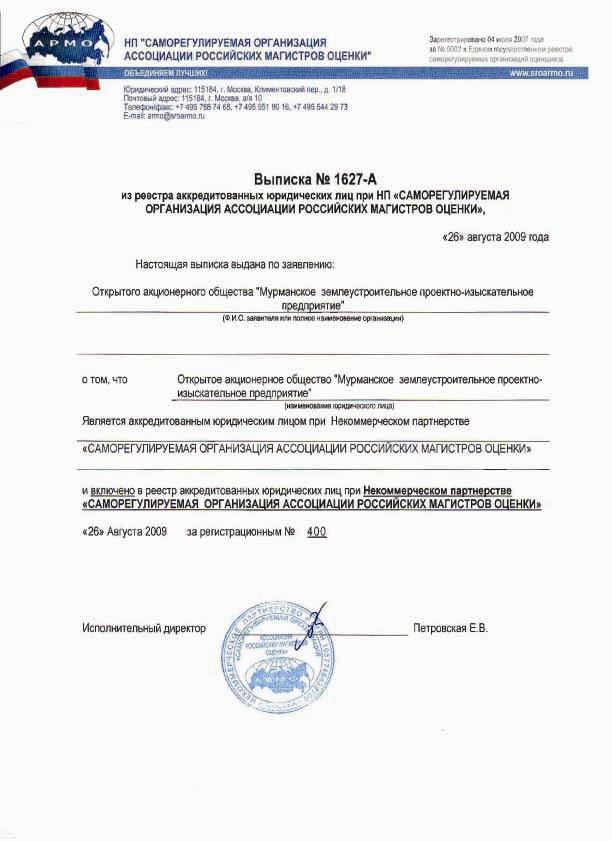 АРМО
НП "САМОРЕГУЛИРУЕМАЯ ОРГАНИЗАЦИЯ
АССОЦИАЦИИ РОССИЙСКИХ МАГИСТРОВ ОЦЕНКИ"
ОБЪЕДИНЯЕМ ЛУЧШИХ!
Зарегистрировано 04 июля 2007 года
за № 0002 в Едином государственном реестре
саморегулируемых организаций оценщиков
www.sroarmo.ru
Юридический адрес: 115184, г. Москва, Климентовский пер., д. 1/18
Почтовый адрес: 115184, г. Москва, а/я 10
Телефон/факс: +7 495 788 74 68, +7 495 951 90 16, +7 495 544 29 73
E-mail: armo@sroarmo.ru
Выписка № 1627-А
из реестра аккредитованных юридических лиц при НП «САМОРЕГУЛИРУЕМАЯ
ОРГАНИЗАЦИЯ АССОЦИАЦИИ РОССИЙСКИХ МАГИСТРОВ ОЦЕНКИ»,
«26» августа 2009 года
Настоящая выписка выдана по заявлению:
Открытого акционерного общества "Мурманское землеустроительное проектно-изыскательное
предприятие"
(Ф.И.О. заявителя или полное наименование организации)
о том, что Открытое акционерное общество "Мурманское землеустроительное проектно-
изыскательное предприятие"
(наименование юридического лица)
Является аккредитованным юридическим лицом при Некоммерческом партнерстве
«САМОРЕГУЛИРУЕМАЯ ОРГАНИЗАЦИЯ АССОЦИАЦИИ РОССИЙСКИХ МАГИСТРОВ ОЦЕНКИ»
и включено в реестр аккредитованных юридических лиц при Некоммерческом партнерстве
«САМОРЕГУЛИРУЕМАЯ ОРГАНИЗАЦИЯ АССОЦИАЦИИ РОССИЙСКИХ МАГИСТРОВ ОЦЕНКИ»
«26» Августа 2009 за регистрационным № 400
Исполнительный директор Петровская Е.В.
НЕКОММЕРЧЕСКОЕ ПАРТНЕРСТВО
«САМОРЕГУЛИРУЕМАЯ ОРГАНИЗАЦИЯ
АССОЦИАЦИЯ
РОССИЙСКИХ МАГИСТРОВ
ОЦЕНКИ»
МОСКВА